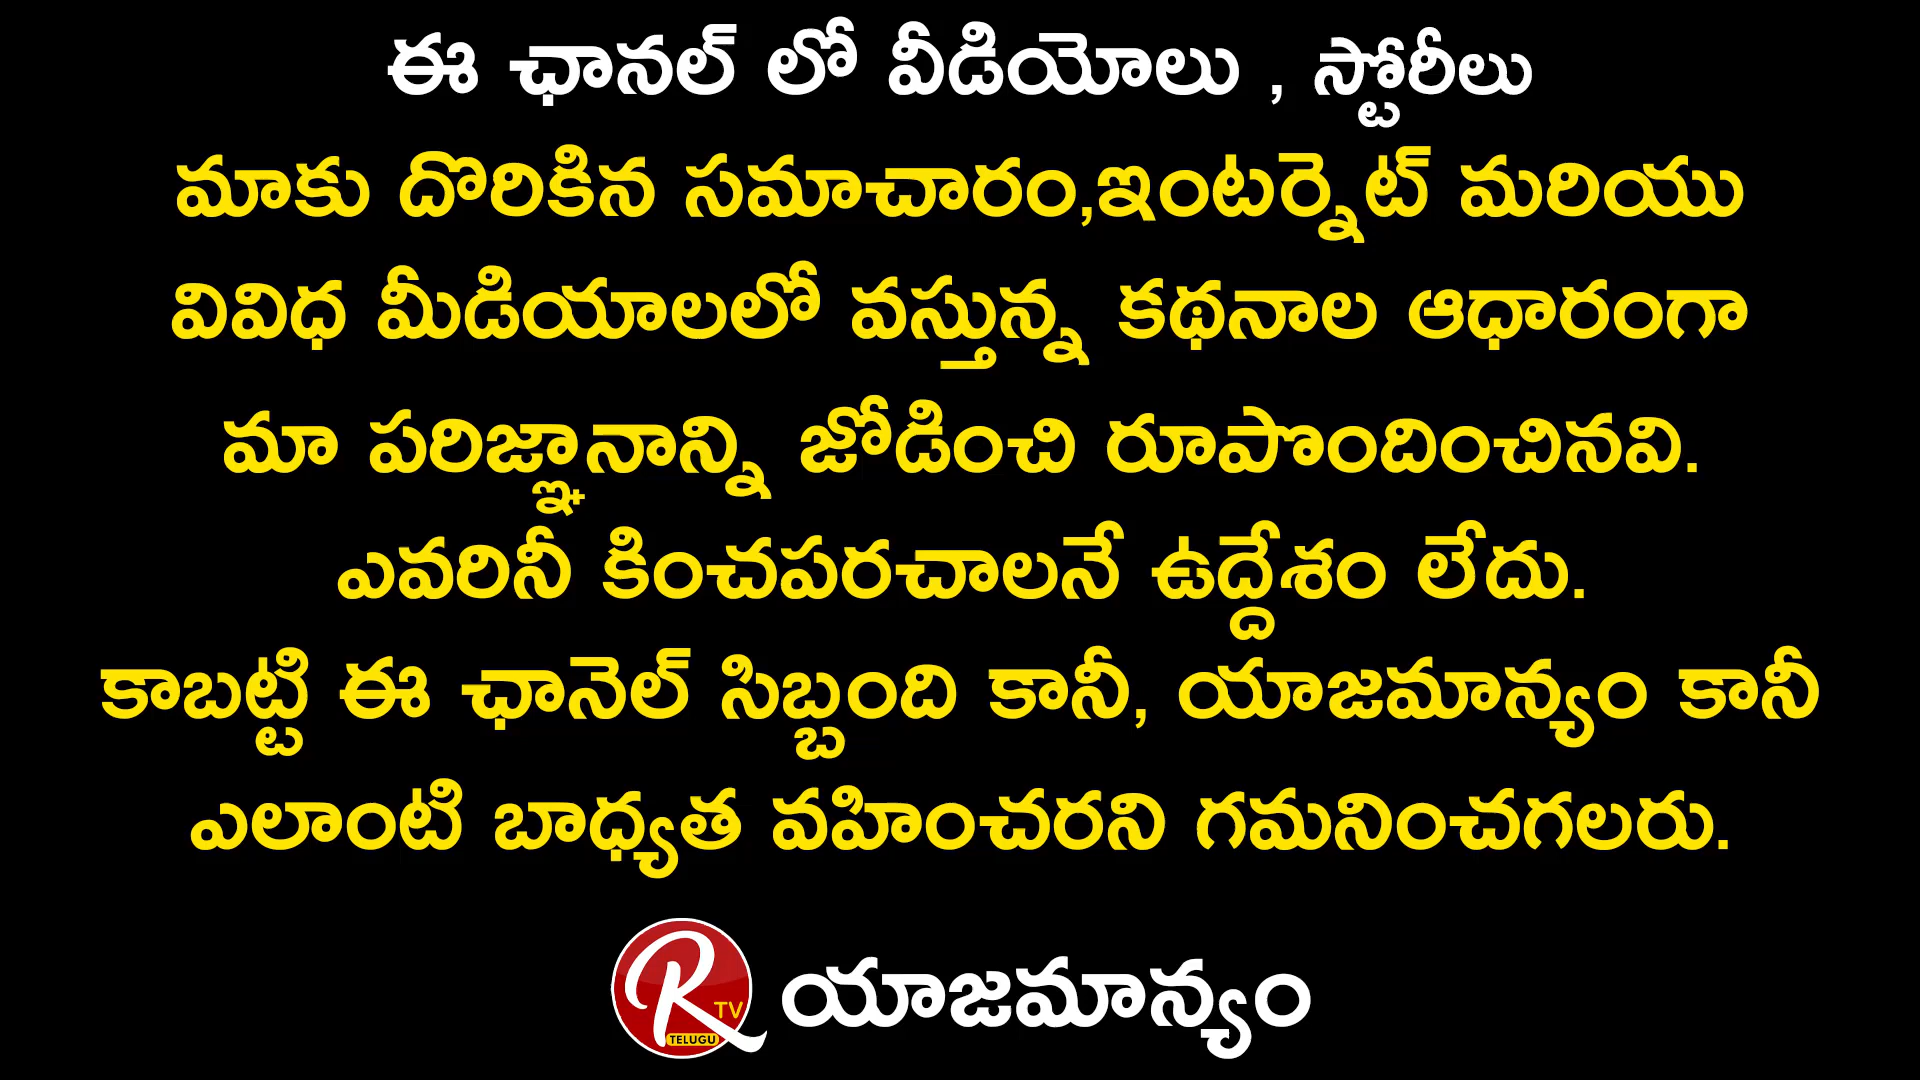 ఈ ఛానల్ లో వీడియోలు , స్టోరీలు
మాకు దొరికిన సమాచారం,ఇంటర్నెట్ మరియు
వివిధ మీడియాలలో వస్తున్న కథనాల ఆధారంగా
మా పరిజ్ఞానాన్ని జోడించి రూపొందించినవి.
ఎవరినీ కించపరచాలనే ఉద్దేశం లేదు.
కాబట్టి ఈ ఛానెల్ సిబ్బంది కానీ, యాజమాన్యం కానీ
ఎలాంటి బాధ్యత వహించరని గమనించగలరు.
R TV TELUGU యాజమాన్యం